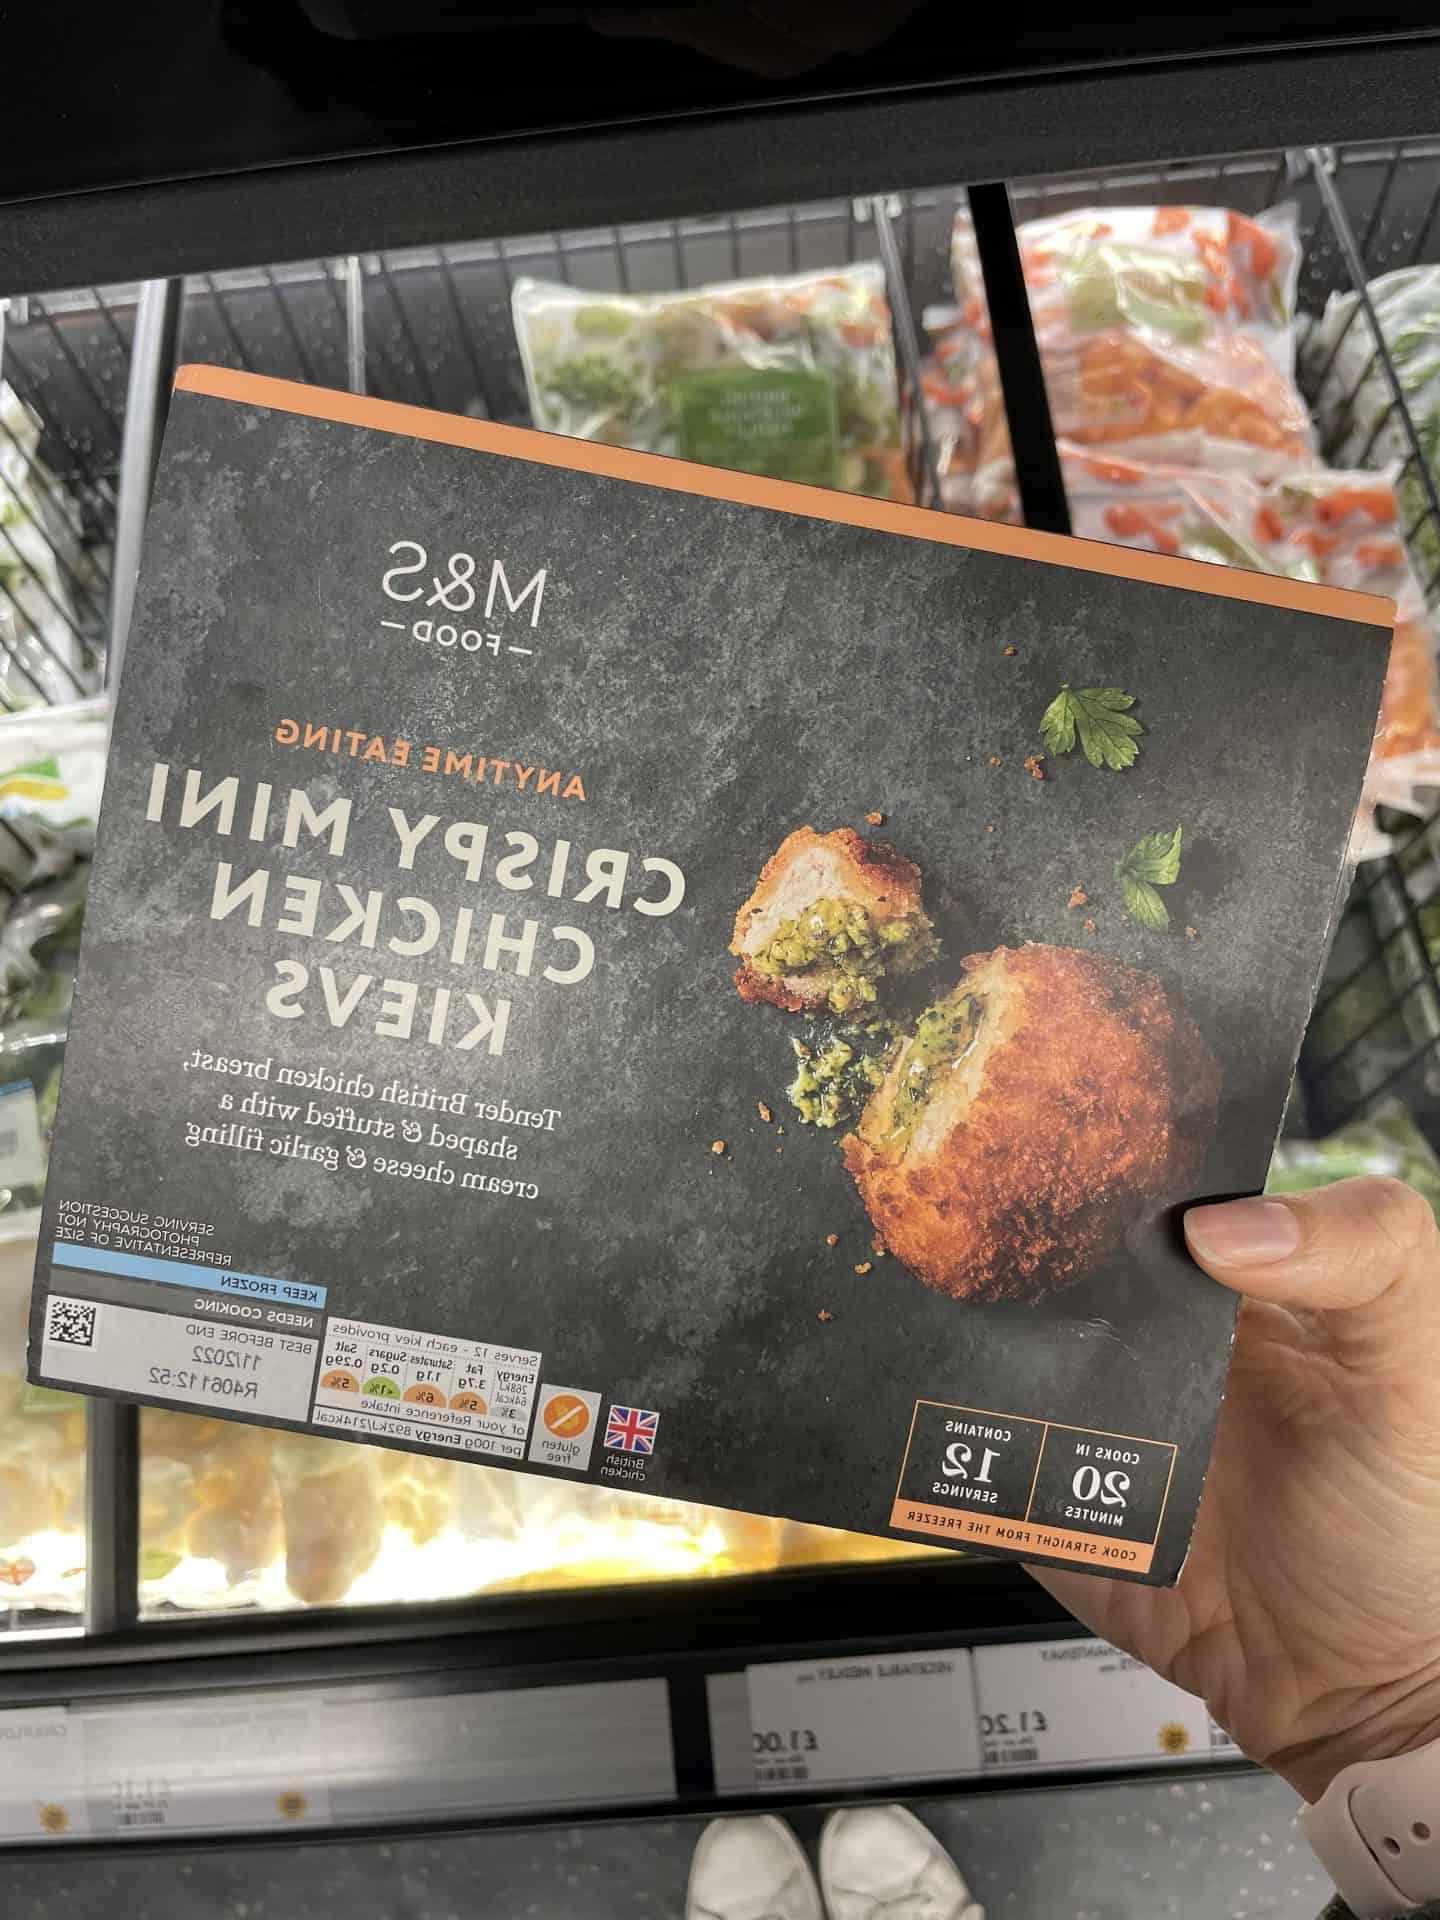 M&S
—FOOD—
ANYTIME EATING
CRISPY MINI
CHICKEN
KIEVS
Tender British chicken breast,
shaped & stuffed with a
cream cheese & garlic filling
SERVING SUGGESTION
PHOTOGRAPHY NOT
REPRESENTATIVE OF SIZE
KEEP FROZEN
NEEDS COOKING
BEST BEFORE END
11/2022
R4061 12:52
Serves 12 - each kiev provides
Energy Fat Saturates Sugars Salt
268kJ 3.7g 1.1g 0.2g 0.29g
64kcal
3% 5% 6% <1% 5%
of your Reference intake
per 100g Energy 892kJ/214kcal
gluten
free
British
chicken
CONTAINS
12
SERVINGS
COOKS IN
20
MINUTES
COOK STRAIGHT FROM THE FREEZER
VEGETABLE MEDLEY
£1.00
£1.20